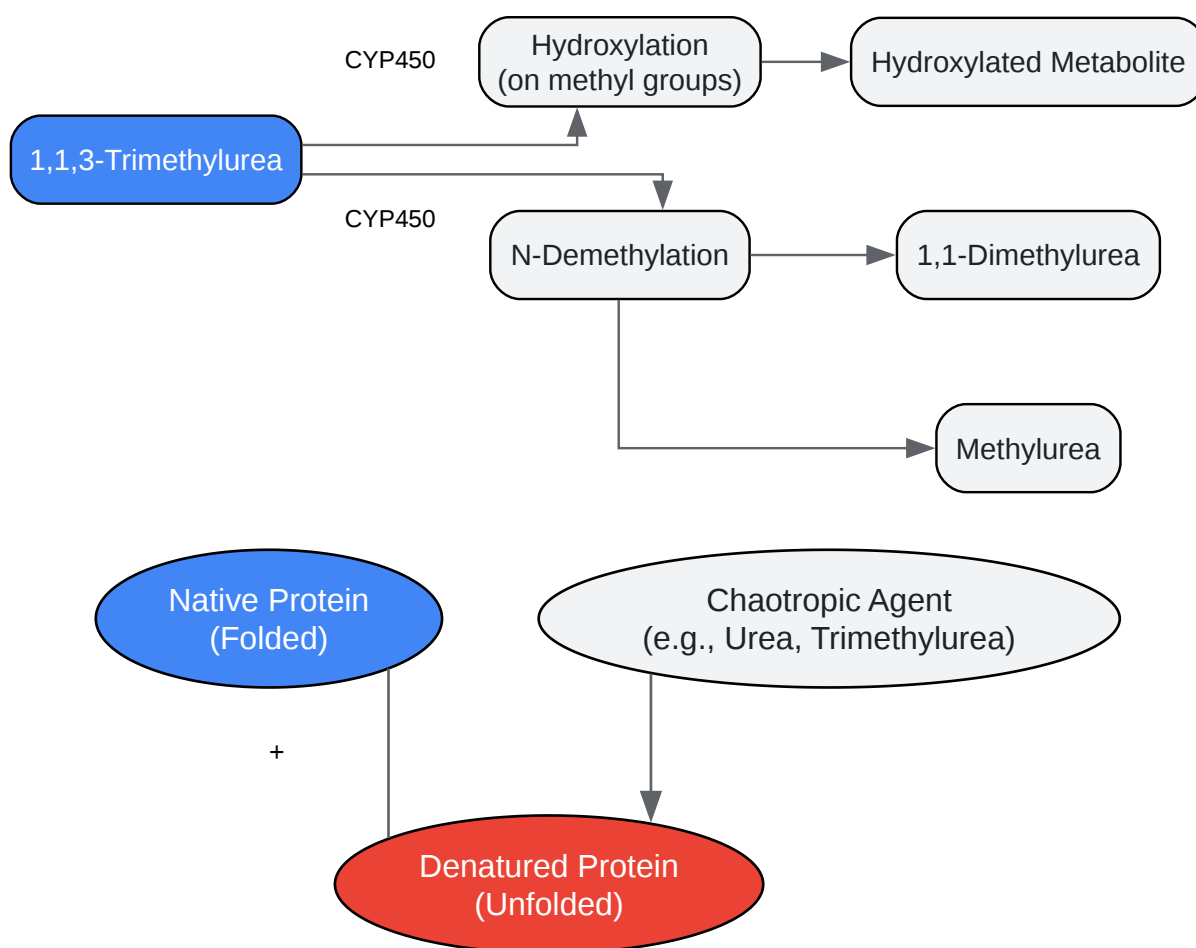 CYP450
Hydroxylation
(on methyl groups)
Hydroxylated Metabolite
1,1,3-Trimethylurea
CYP450
N-Demethylation
1,1-Dimethylurea
Methylurea
Native Protein
(Folded)
Chaotropic Agent
(e.g., Urea, Trimethylurea)
+
Denatured Protein
(Unfolded)